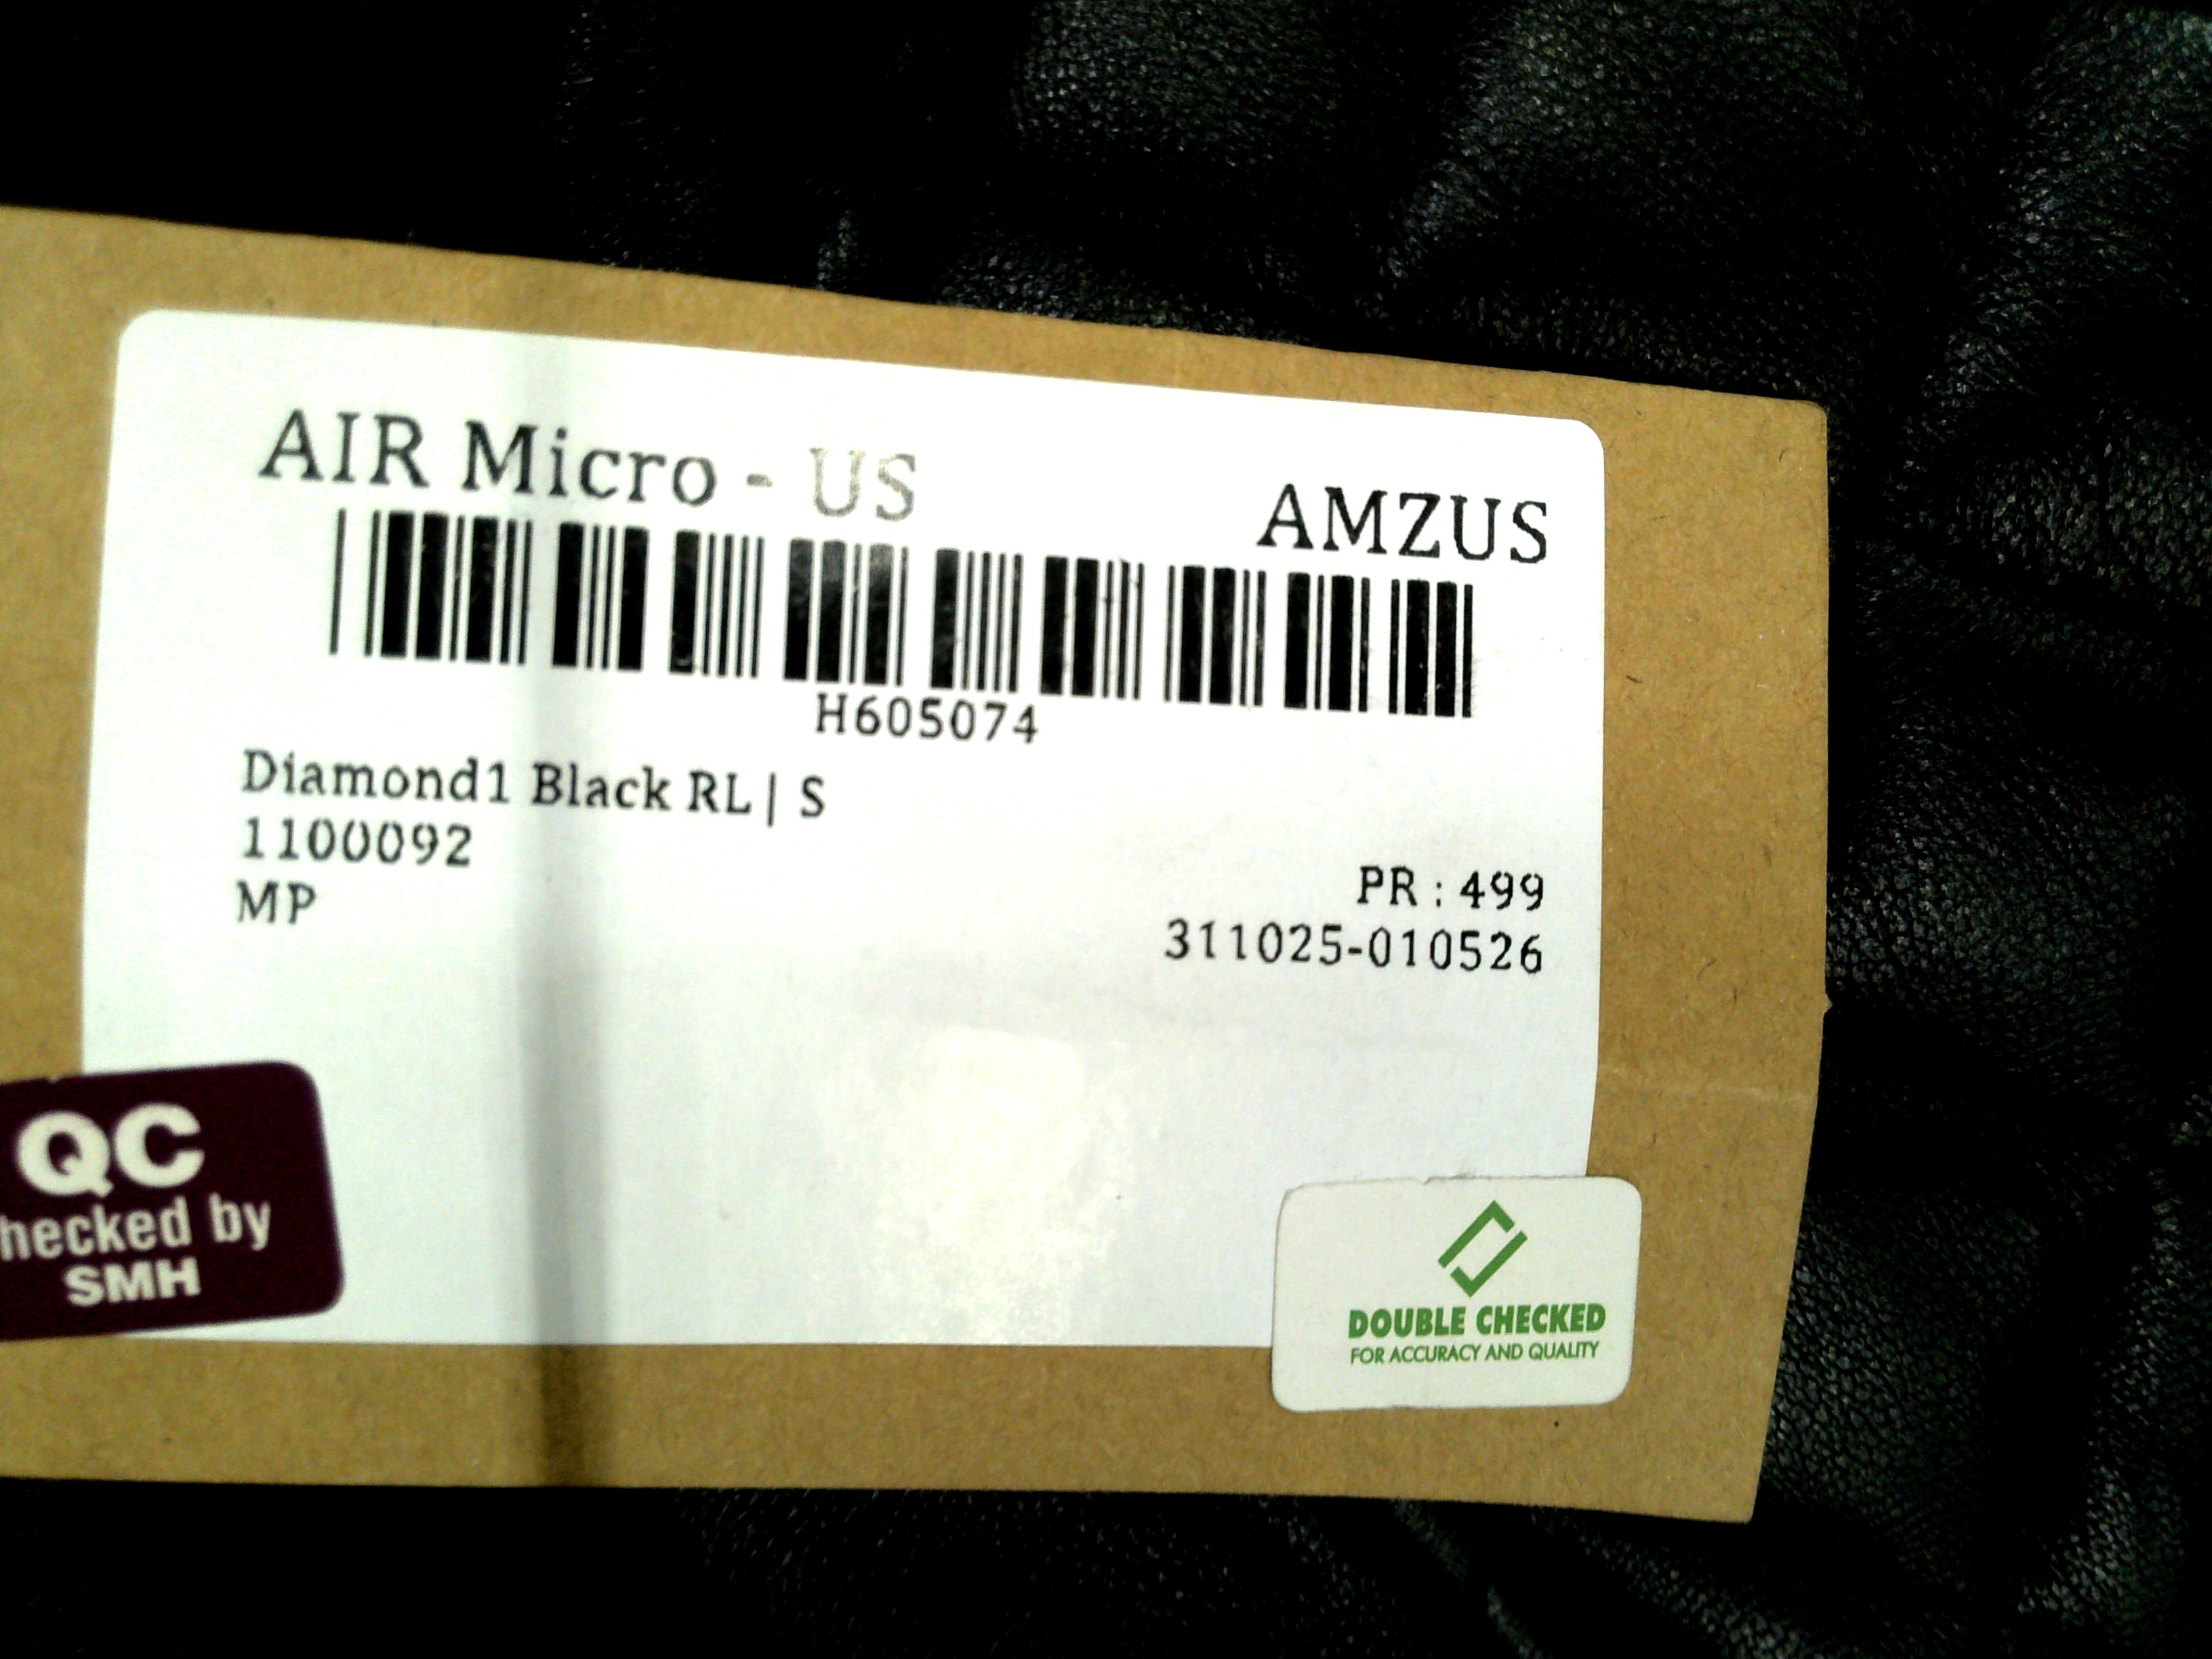 AIR Micro - US
AMZUS
H605074
Diamond1 Black RL | S
1100092
MP
PR : 499
311025-010526
QC
hecked by
SMH
DOUBLE CHECKED
FOR ACCURACY AND QUALITY